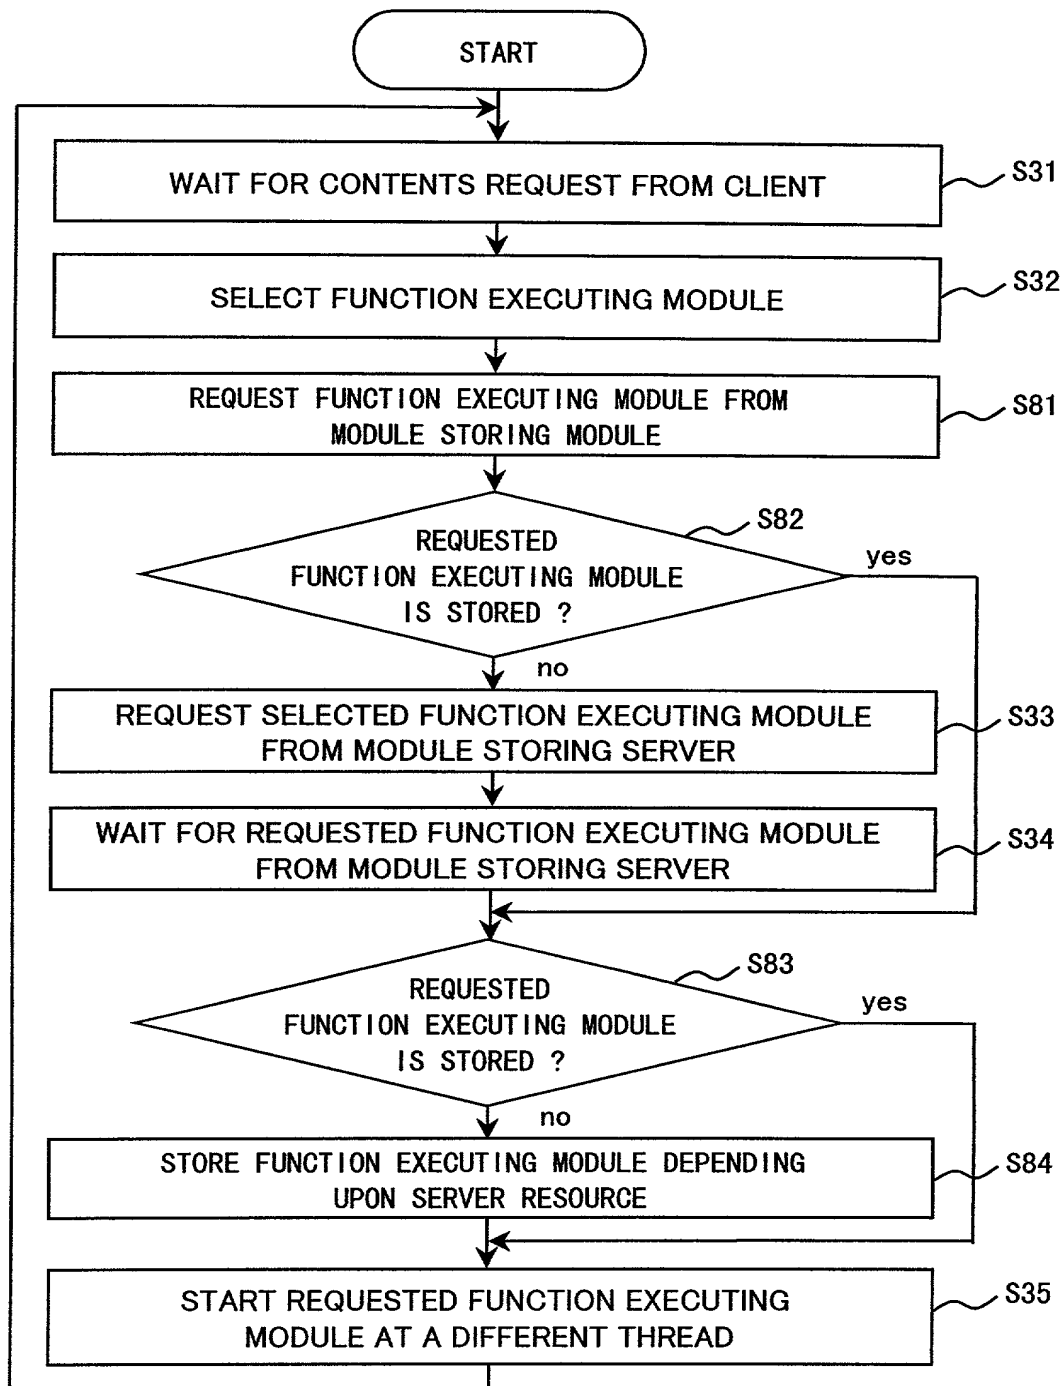 START
WAIT FOR CONTENTS REQUEST FROM CLIENT
S31
SELECT FUNCTION EXECUTING MODULE
S32
REQUEST FUNCTION EXECUTING MODULE FROM
MODULE STORING MODULE
S81
REQUESTED
FUNCTION EXECUTING MODULE
IS STORED ?
S82
yes
no
REQUEST SELECTED FUNCTION EXECUTING MODULE
FROM MODULE STORING SERVER
S33
WAIT FOR REQUESTED FUNCTION EXECUTING MODULE
FROM MODULE STORING SERVER
S34
REQUESTED
FUNCTION EXECUTING MODULE
IS STORED ?
S83
yes
no
STORE FUNCTION EXECUTING MODULE DEPENDING
UPON SERVER RESOURCE
S84
START REQUESTED FUNCTION EXECUTING
MODULE AT A DIFFERENT THREAD
S35